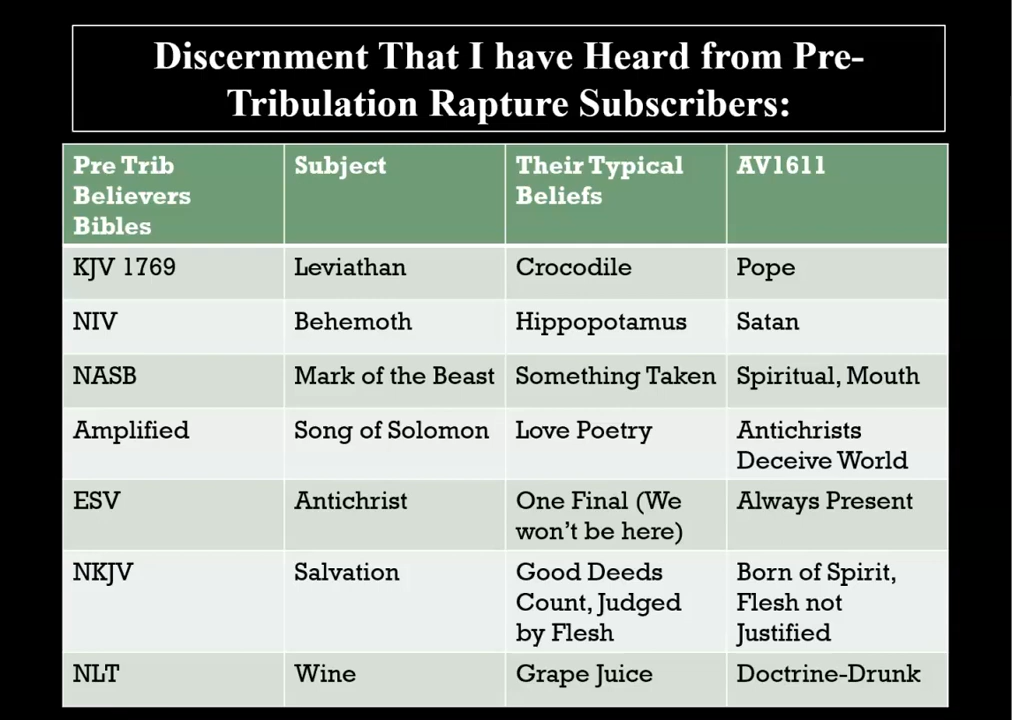 Discernment That I have Heard from Pre-
Tribulation Rapture Subscribers:
Pre Trib Believers Bibles | Subject | Their Typical Beliefs | AV1611
KJV 1769 | Leviathan | Crocodile | Pope
NIV | Behemoth | Hippopotamus | Satan
NASB | Mark of the Beast | Something Taken | Spiritual, Mouth
Amplified | Song of Solomon | Love Poetry | Antichrists Deceive World
ESV | Antichrist | One Final (We won't be here) | Always Present
NKJV | Salvation | Good Deeds Count, Judged by Flesh | Born of Spirit, Flesh not Justified
NLT | Wine | Grape Juice | Doctrine-Drunk